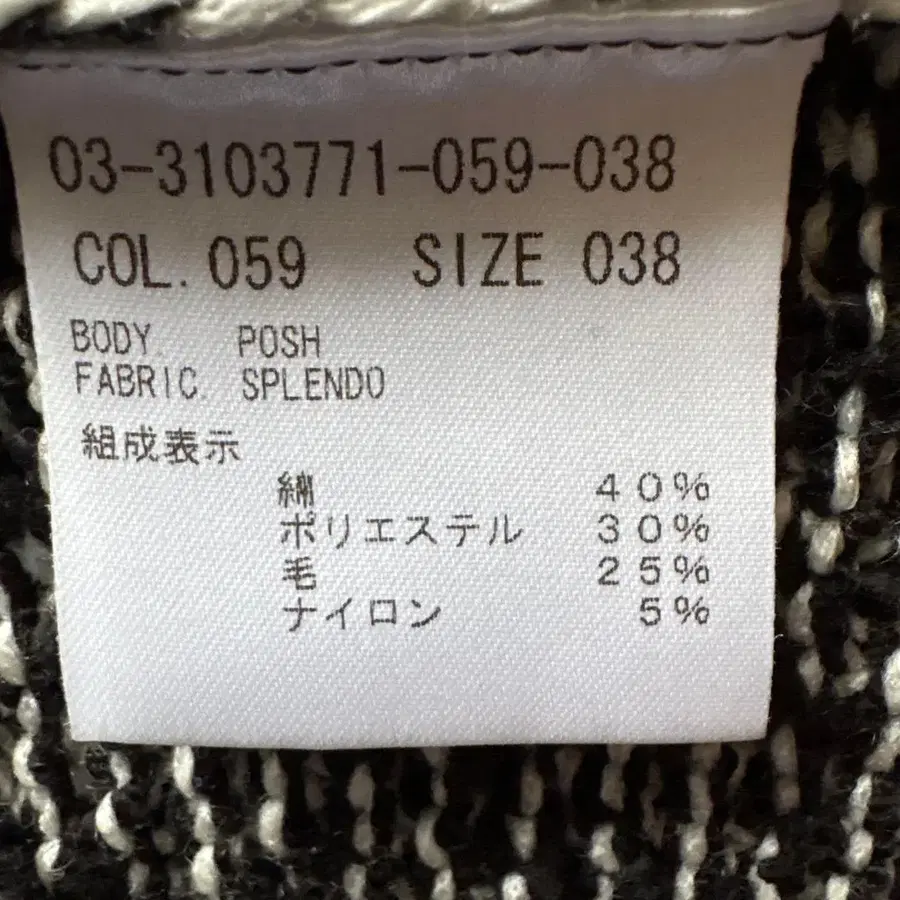 03-3103771-059-038
COL. 059 SIZE 038
BODY. POSH
FABRIC. SPLENDO
組成表示
綿 40%
ポリエステル 30%
毛 25%
ナイロン 5%